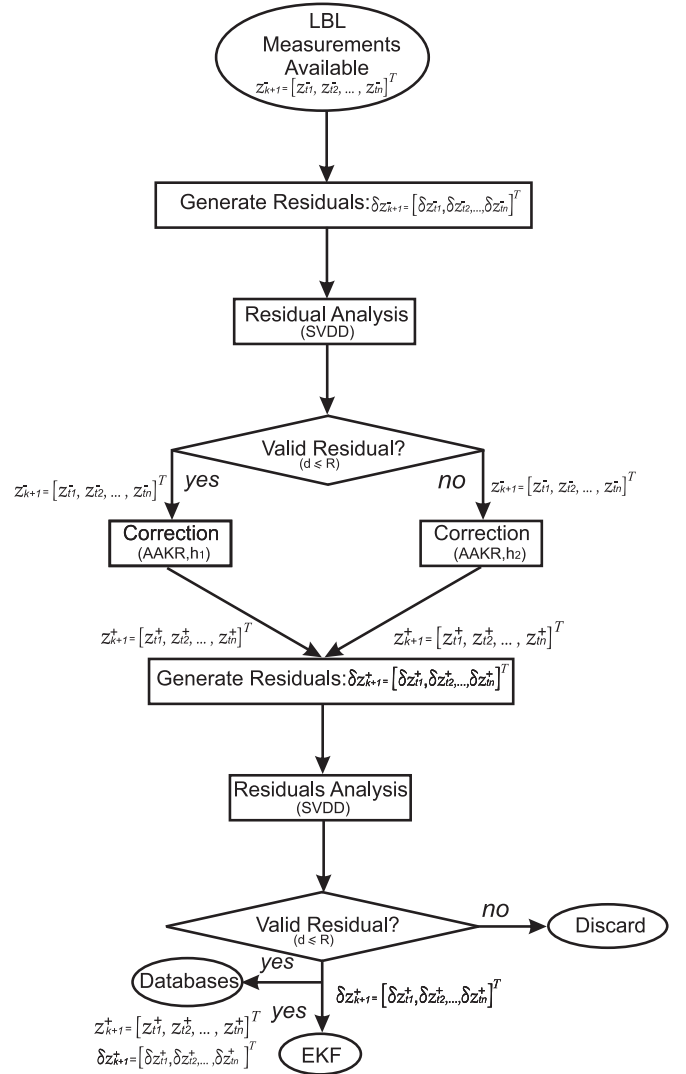 LBL
Measurements
Available
z⁻ₖ₊₁=[z⁻ₜ₁, z⁻ₜ₂, ... , z⁻ₜₙ]ᵀ
Generate Residuals:δz⁻ₖ₊₁=[δz⁻ₜ₁,δz⁻ₜ₂,...,δz⁻ₜₙ]ᵀ
Residual Analysis
(SVDD)
Valid Residual?
(d ⩽ R)
yes
no
z⁻ₖ₊₁=[z⁻ₜ₁, z⁻ₜ₂, ... , z⁻ₜₙ]ᵀ
z⁻ₖ₊₁=[z⁻ₜ₁, z⁻ₜ₂, ... , z⁻ₜₙ]ᵀ
Correction
(AAKR,h₁)
Correction
(AAKR,h₂)
z⁺ₖ₊₁=[z⁺ₜ₁, z⁺ₜ₂, ... , z⁺ₜₙ]ᵀ
z⁺ₖ₊₁=[z⁺ₜ₁, z⁺ₜ₂, ... , z⁺ₜₙ]ᵀ
Generate Residuals:δz⁺ₖ₊₁=[δz⁺ₜ₁,δz⁺ₜ₂,...,δz⁺ₜₙ]ᵀ
Residuals Analysis
(SVDD)
Valid Residual?
(d ⩽ R)
no
Discard
yes
Databases
δz⁺ₖ₊₁=[δz⁺ₜ₁,δz⁺ₜ₂,...,δz⁺ₜₙ]ᵀ
yes
z⁺ₖ₊₁=[z⁺ₜ₁, z⁺ₜ₂, ... , z⁺ₜₙ]ᵀ
δz⁺ₖ₊₁=[δz⁺ₜ₁,δz⁺ₜ₂,...,δz⁺ₜₙ]ᵀ
EKF